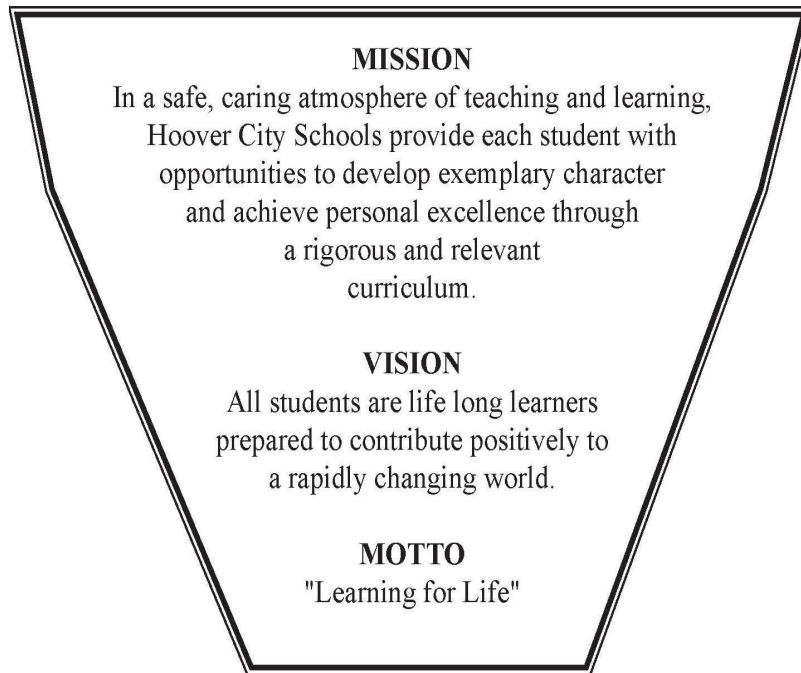 MISSION
In a safe, caring atmosphere of teaching and learning,
Hoover City Schools provide each student with
opportunities to develop exemplary character
and achieve personal excellence through
a rigorous and relevant
curriculum.
VISION
All students are life long learners
prepared to contribute positively to
a rapidly changing world.
MOTTO
"Learning for Life"